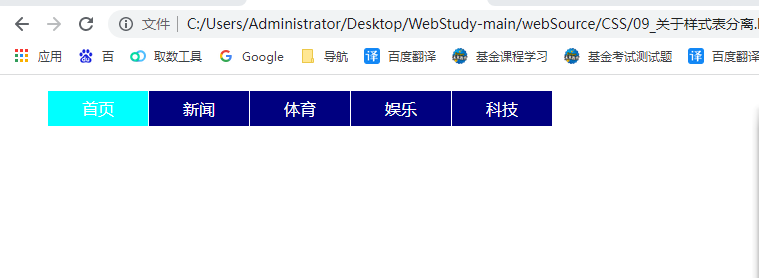 文件 C:/Users/Administrator/Desktop/WebStudy-main/webSource/CSS/09_关于样式表分离.
应用 百 取数工具 Google 导航 译 百度翻译 基金课程学习 基金考试测试题 译 百度翻译
首页 新闻 体育 娱乐 科技